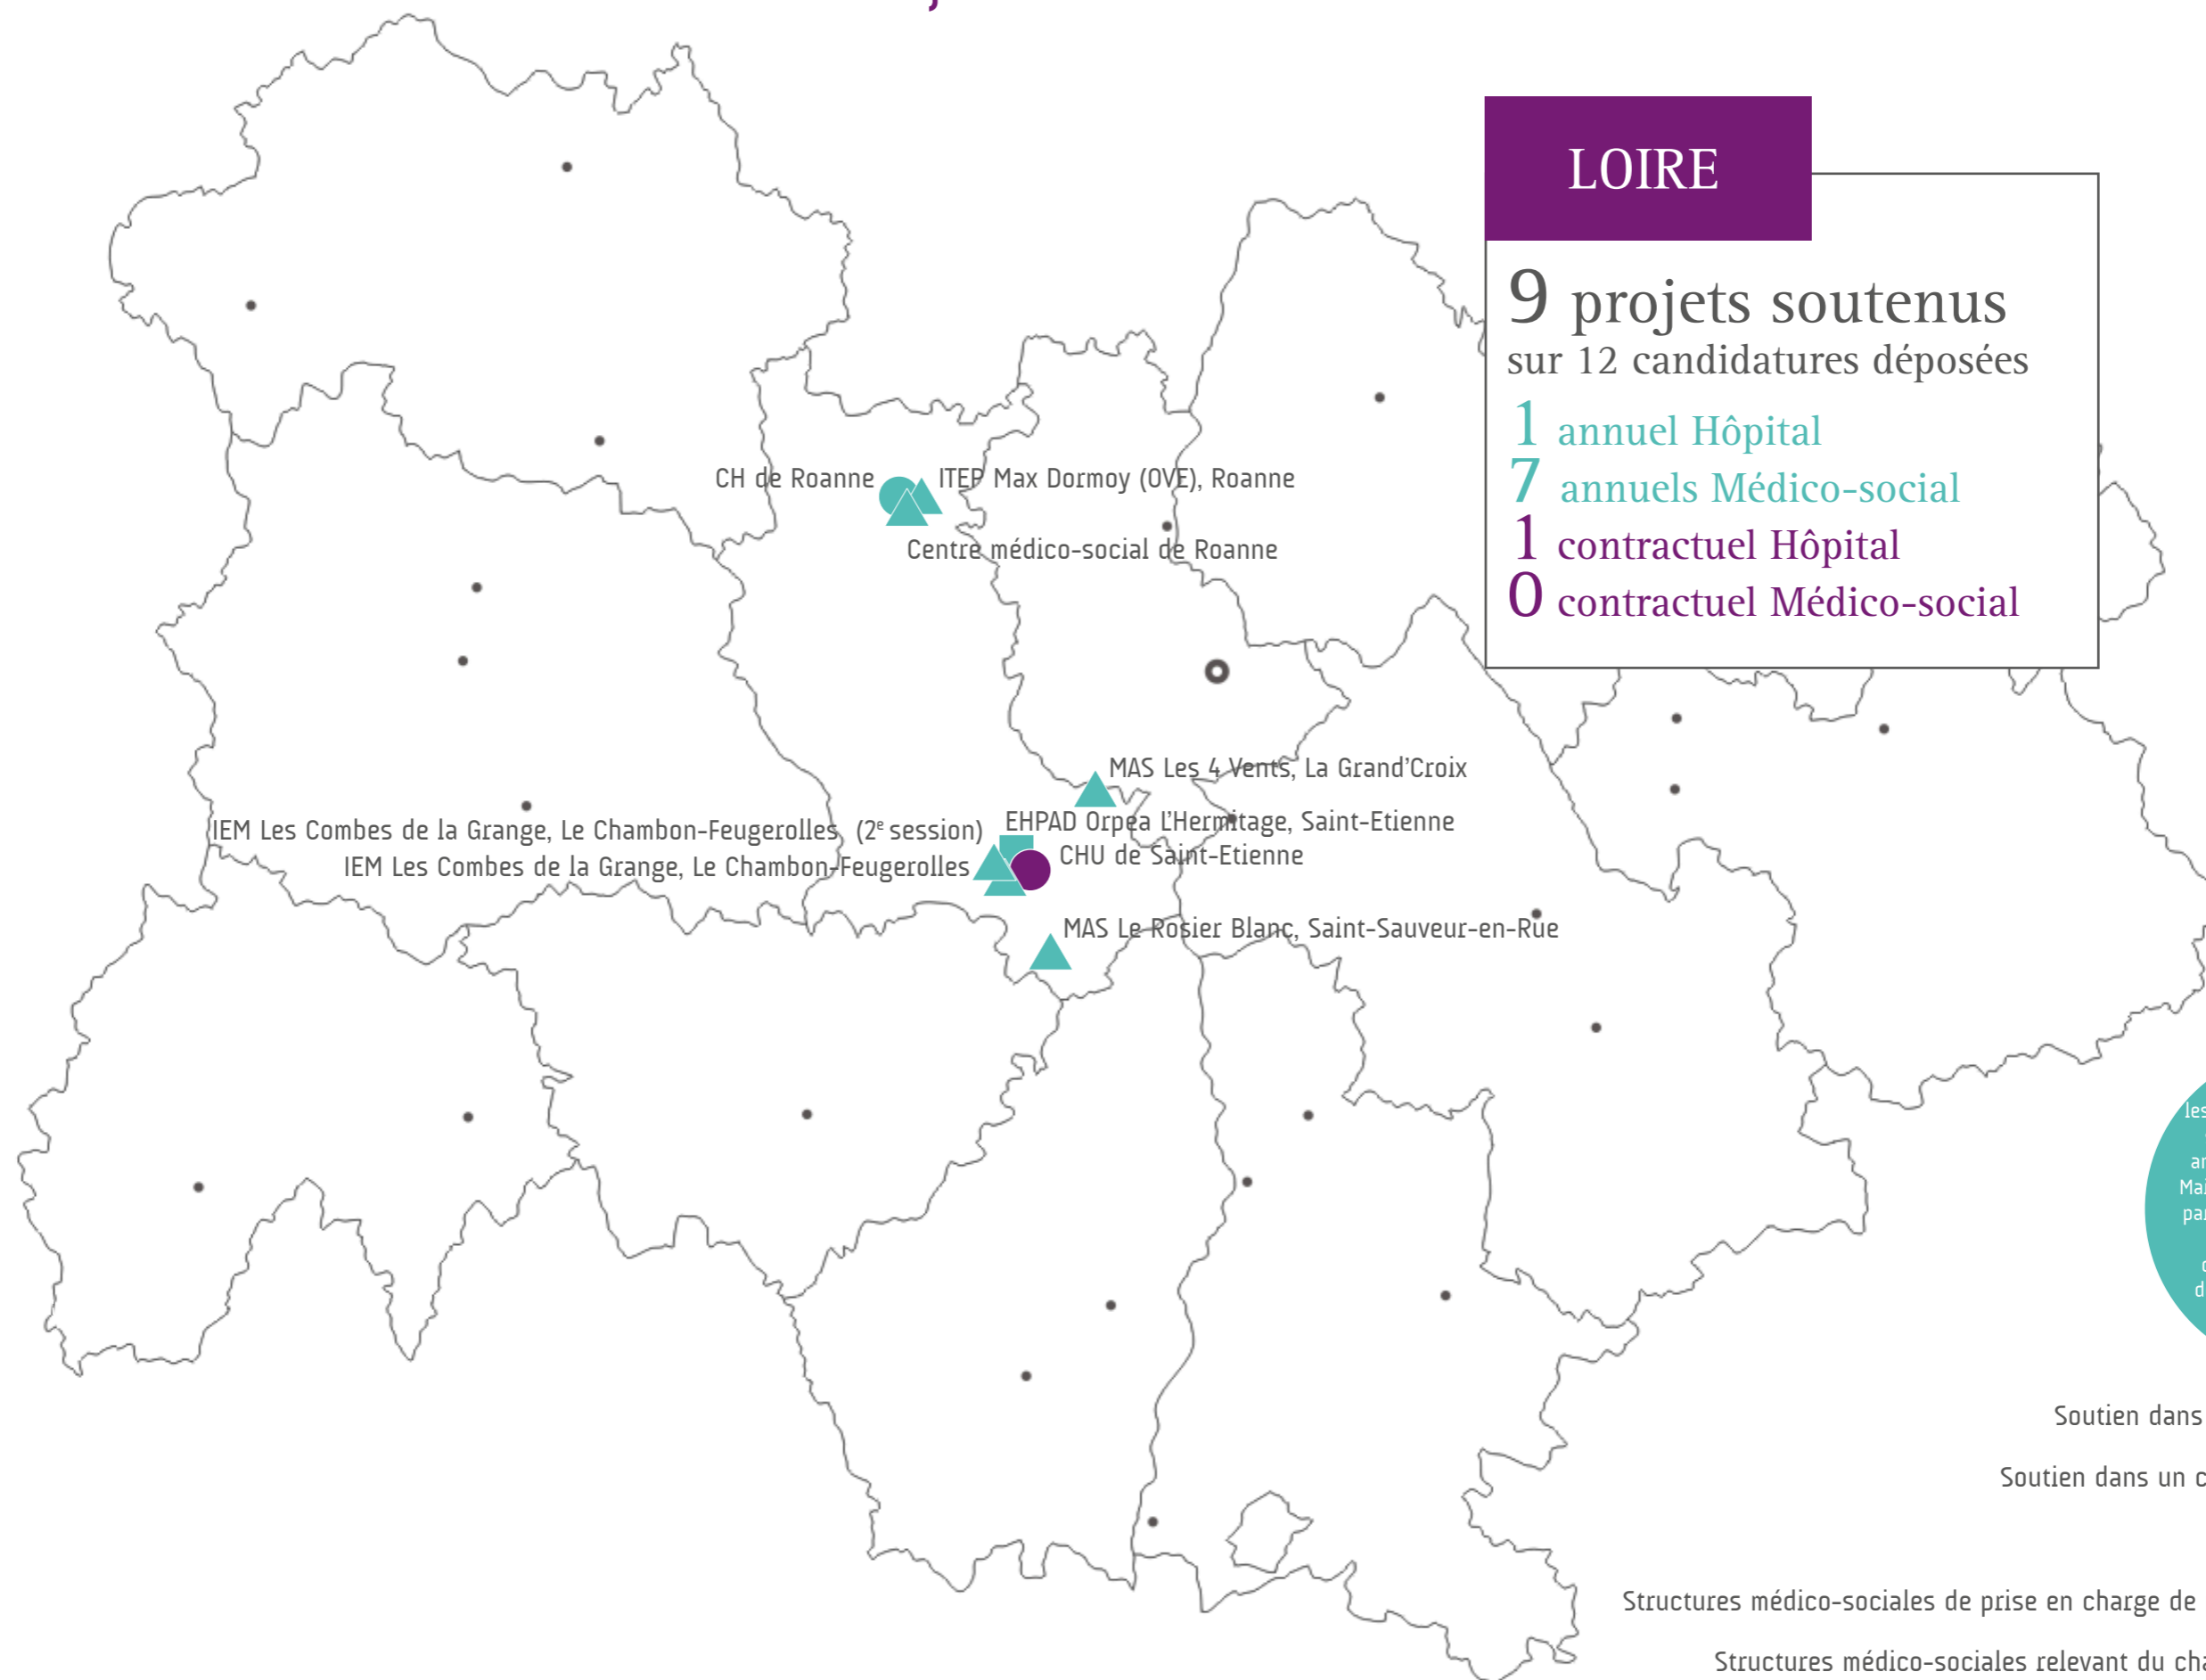 LOIRE
9 projets soutenus
sur 12 candidatures déposées
1 annuel Hôpital
7 annuels Médico-social
1 contractuel Hôpital
0 contractuel Médico-social
CH de Roanne
ITEP Max Dormoy (OVE), Roanne
Centre médico-social de Roanne
MAS Les 4 Vents, La Grand'Croix
EHPAD Orpea L'Hermitage, Saint-Etienne
IEM Les Combes de la Grange, Le Chambon-Feugerolles (2e session)
CHU de Saint-Etienne
IEM Les Combes de la Grange, Le Chambon-Feugerolles
MAS Le Rosier Blanc, Saint-Sauveur-en-Rue
les
Soutien dans
Soutien dans un
Structures médico-sociales de prise en charge de
Structures médico-sociales relevant du